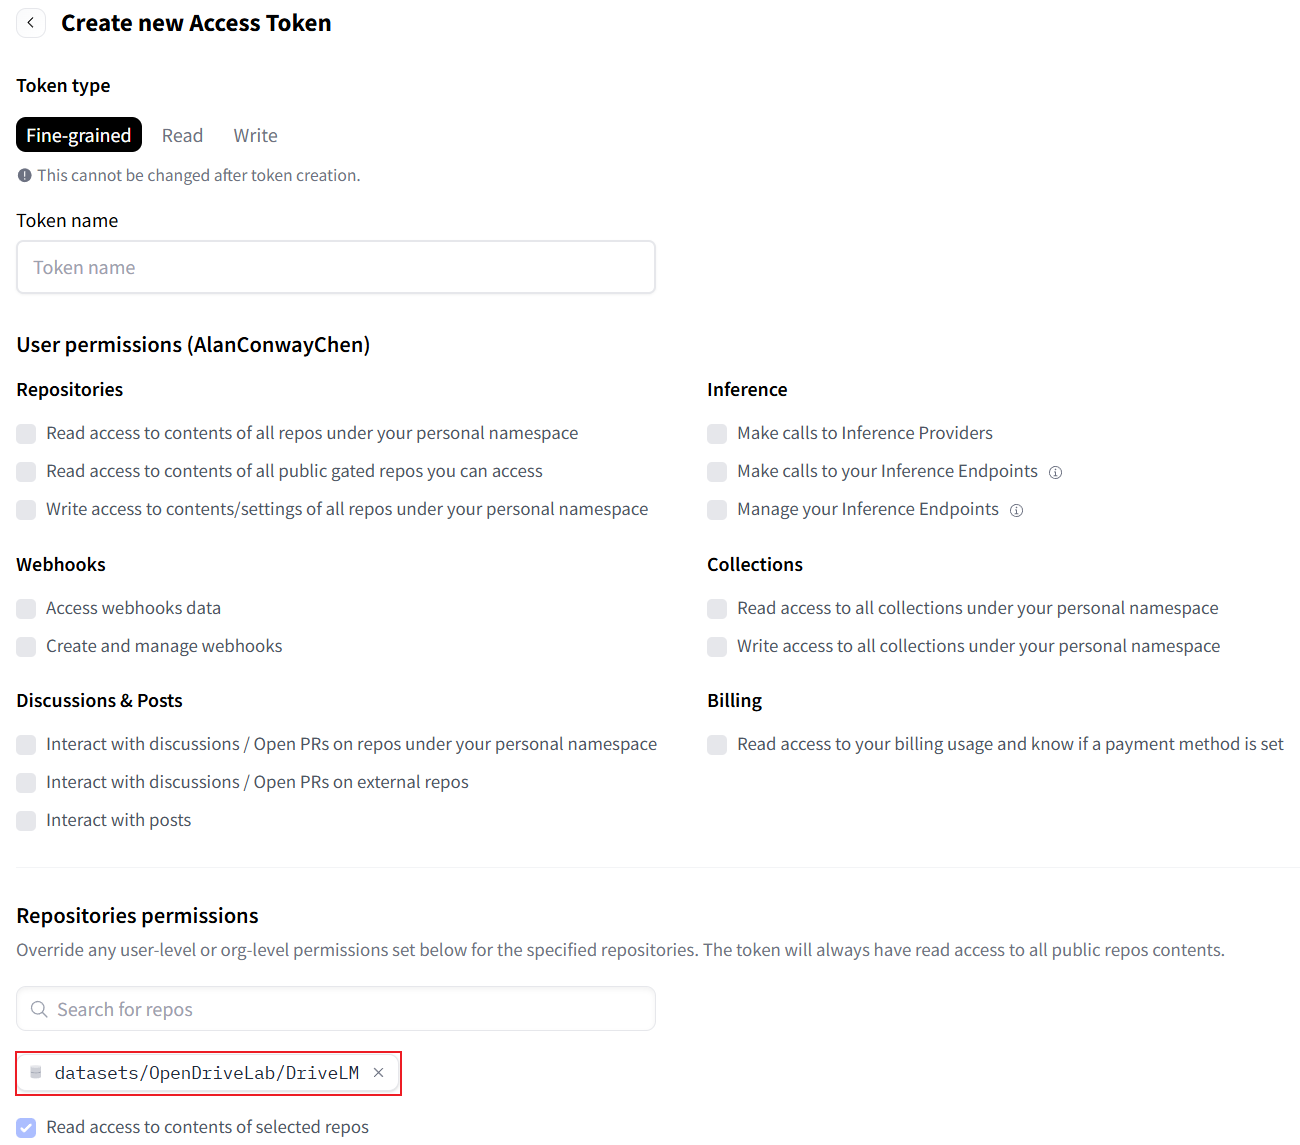 Create new Access Token
Token type
Fine-grained Read Write
This cannot be changed after token creation.
Token name
Token name
User permissions (AlanConwayChen)
Repositories
Read access to contents of all repos under your personal namespace
Read access to contents of all public gated repos you can access
Write access to contents/settings of all repos under your personal namespace
Inference
Make calls to Inference Providers
Make calls to your Inference Endpoints
Manage your Inference Endpoints
Webhooks
Access webhooks data
Create and manage webhooks
Collections
Read access to all collections under your personal namespace
Write access to all collections under your personal namespace
Discussions & Posts
Interact with discussions / Open PRs on repos under your personal namespace
Interact with discussions / Open PRs on external repos
Interact with posts
Billing
Read access to your billing usage and know if a payment method is set
Repositories permissions
Override any user-level or org-level permissions set below for the specified repositories. The token will always have read access to all public repos contents.
Search for repos
datasets/OpenDriveLab/DriveLM
Read access to contents of selected repos